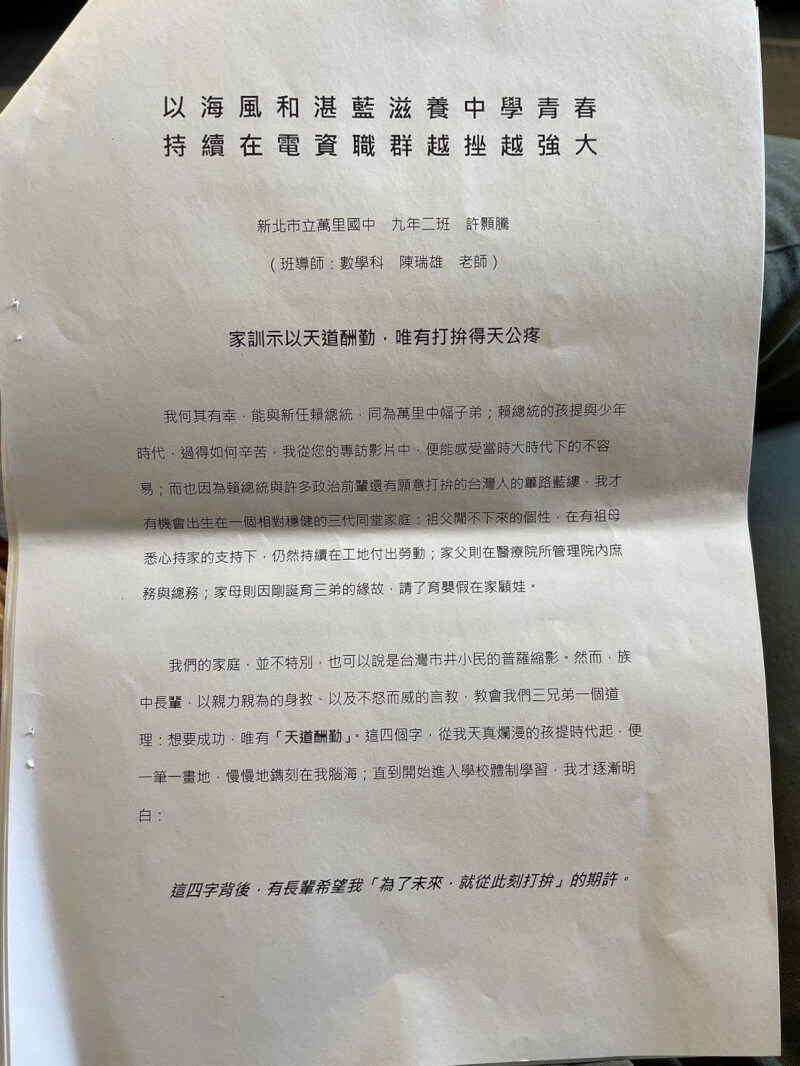 以海風和湛藍滋養中學青春
持續在電資職群越挫越強大
新北市立萬里國中　九年二班　許顥騰
（班導師：數學科　陳瑞雄　老師）
家訓示以天道酬勤，唯有打拚得天公疼
我何其有幸，能與新任賴總統，同為萬里中幅子弟；賴總統的孩提與少年
時代，過得如何辛苦，我從您的專訪影片中，便能感受當時大時代下的不容
易；而也因為賴總統與許多政治前輩還有願意打拚的台灣人的篳路藍縷，我才
有機會出生在一個相對穩健的三代同堂家庭：祖父閒不下來的個性，在有祖母
悉心持家的支持下，仍然持續在工地付出勞動；家父則在醫療院所管理院內庶
務與總務；家母則因剛誕育三弟的緣故，請了育嬰假在家顧娃。
我們的家庭，並不特別，也可以說是台灣市井小民的普羅縮影。然而，族
中長輩，以親力親為的身教、以及不怒而威的言教，教會我們三兄弟一個道
理：想要成功，唯有「天道酬勤」。這四個字，從我天真爛漫的孩提時代起，便
一筆一畫地，慢慢地鐫刻在我腦海；直到開始進入學校體制學習，我才逐漸明
白：
這四字背後，有長輩希望我「為了未來，就從此刻打拚」的期許。